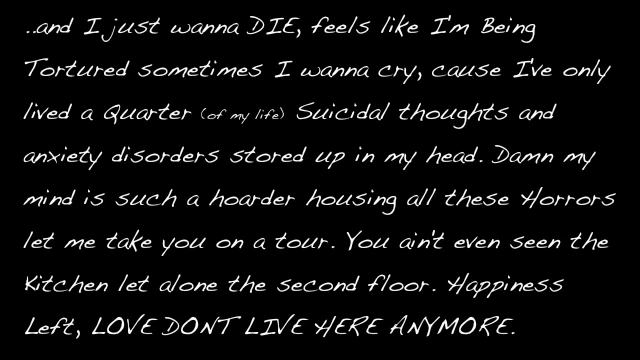 ..and I just wanna DIE, feels like I'm Being
Tortured sometimes I wanna cry, cause I've only
lived a Quarter (of my life) Suicidal thoughts and
anxiety disorders stored up in my head. Damn my
mind is such a hoarder housing all these Horrors
let me take you on a tour. You ain't even seen the
Kitchen let alone the second floor. Happiness
Left, LOVE DONT LIVE HERE ANYMORE.